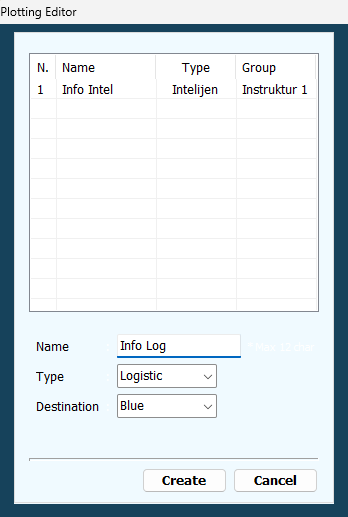 Plotting Editor
N. Name Type Group
1 Info Intel Intelijen Instruktur 1
Name Info Log
Type : Logistic
Destination : Blue
Create Cancel